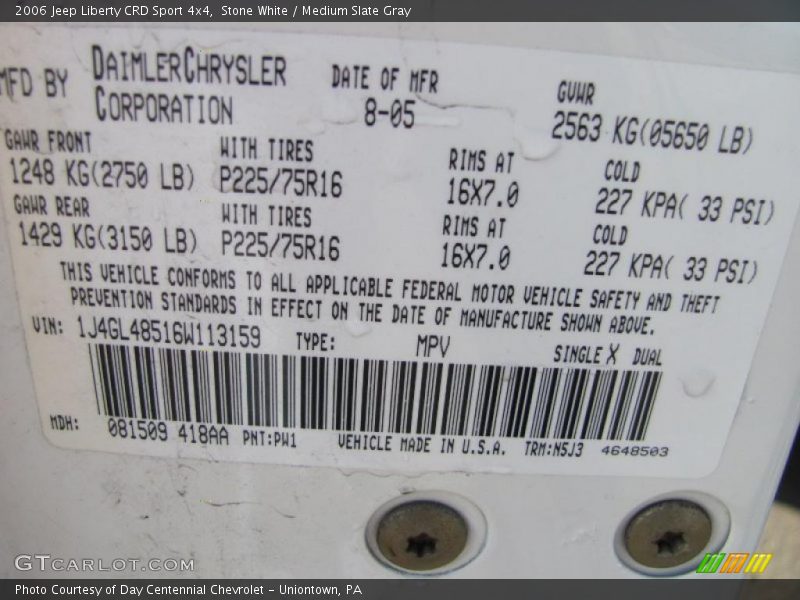 2006 Jeep Liberty CRD Sport 4x4,  Stone White / Medium Slate Gray
MFD BY DAIMLERCHRYSLER CORPORATION
DATE OF MFR
8-05
GVWR
2563 KG(05650 LB)
GAWR FRONT
1248 KG(2750 LB)
WITH TIRES
P225/75R16
RIMS AT
16X7.0
COLD
227 KPA( 33 PSI)
GAWR REAR
1429 KG(3150 LB)
WITH TIRES
P225/75R16
RIMS AT
16X7.0
COLD
227 KPA( 33 PSI)
THIS VEHICLE CONFORMS TO ALL APPLICABLE FEDERAL MOTOR VEHICLE SAFETY AND THEFT
PREVENTION STANDARDS IN EFFECT ON THE DATE OF MANUFACTURE SHOWN ABOVE.
VIN: 1J4GL48516W113159 TYPE: MPV SINGLE X DUAL
MDH: 081509 418AA PNT:PW1 VEHICLE MADE IN U.S.A. TRM:N5J3 4648503
GTCARLOT.COM
Photo Courtesy of Day Centennial Chevrolet - Uniontown, PA